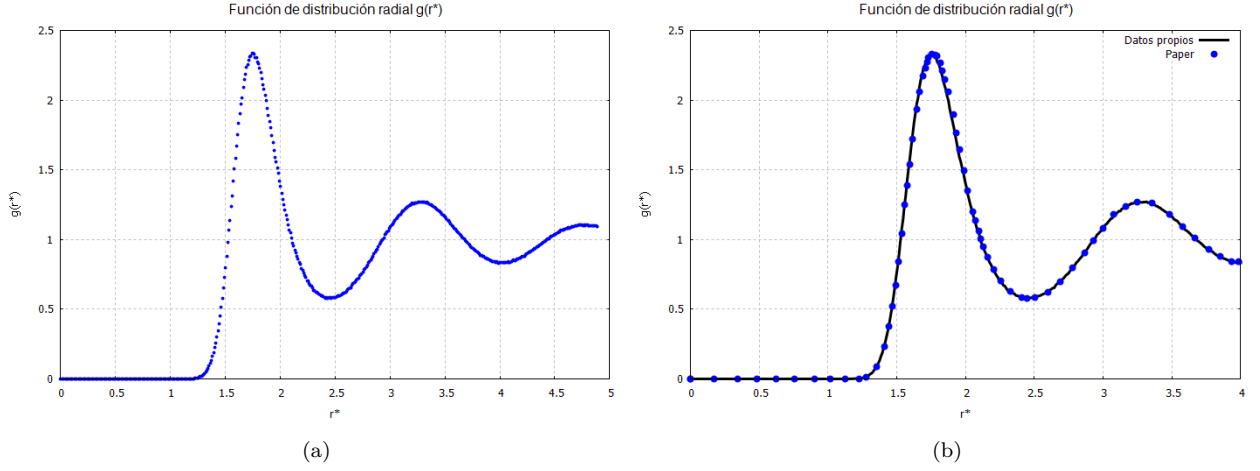 Función de distribución radial g(r*)
2.5
2
1.5
1
0.5
0
g(r*)
0 0.5 1 1.5 2 2.5 3 3.5 4 4.5 5
r*
(a)
Función de distribución radial g(r*)
Datos propios
Paper
2.5
2
1.5
1
0.5
0
g(r*)
0 0.5 1 1.5 2 2.5 3 3.5 4
r*
(b)